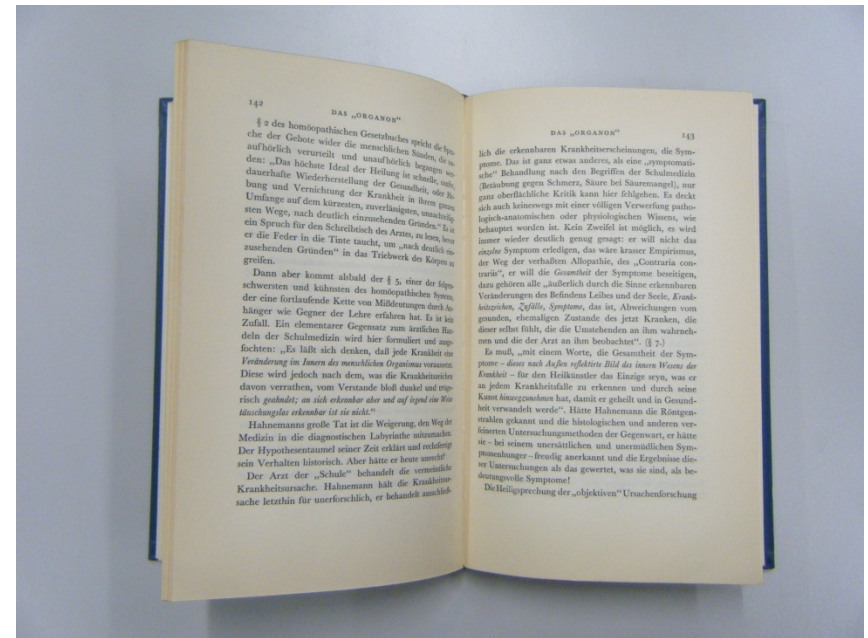 142
DAS „ORGANON“
§ 2 des homöopathischen Gesetzbuches spricht die Spra-
che der Gebote wider die menschlichen Sünden, die un-
aufhörlich verurteilt und unaufhörlich begangen wer-
den: „Das höchste Ideal der Heilung ist schnelle, sanfte,
dauerhafte Wiederherstellung der Gesundheit, oder He-
bung und Vernichtung der Krankheit in ihrem ganzen
Umfange auf dem kürzesten, zuverlässigsten, unnachtheilig-
sten Wege, nach deutlich einzusehenden Gründen.“ Es ist
ein Spruch für den Schreibtisch des Arztes, zu lesen, bevor
er die Feder in die Tinte taucht, um „nach deutlich ein-
zusehenden Gründen“ in das Triebwerk des Körpers zu
greifen.
Dann aber kommt alsbald der § 5, einer der folgen-
schwersten und kühnsten des homöopathischen Systems,
der eine fortlaufende Kette von Mißdeutungen durch An-
hänger wie Gegner der Lehre erfahren hat. Es ist kein
Zufall. Ein elementarer Gegensatz zum ärztlichen Han-
deln der Schulmedizin wird hier formuliert und ausge-
fochten: „Es läßt sich denken, daß jede Krankheit eine
Veränderung im Innern des menschlichen Organismus voraussetzt.
Diese wird jedoch nach dem, was die Krankheitszeichen
davon verrathen, vom Verstande bloß dunkel und trüge-
risch geahndet; an sich erkennbar aber und auf irgend eine Weise
täuschungslos erkennbar ist sie nicht.“
Hahnemanns große Tat ist die Weigerung, den Weg der
Medizin in die diagnostischen Labyrinthe mitzumachen.
Der Hypothesentaumel seiner Zeit erklärt und rechtfertigt
sein Verhalten historisch. Aber hätte er heute unrecht?
Der Arzt der „Schule“ behandelt die vermeintliche
Krankheitsursache. Hahnemann hält die Krankheitsur-
sache letzthin für unerforschlich, er behandelt ausschließ-
DAS „ORGANON“
143
lich die erkennbaren Krankheitserscheinungen, die Sym-
ptome. Das ist ganz etwas anderes, als eine „symptomati-
sche“ Behandlung nach den Begriffen der Schulmedizin
(Betäubung gegen Schmerz, Säure bei Säuremangel), nur
ganz oberflächliche Kritik kann hier fehlgehen. Es deckt
sich auch keinerwegs mit einer völligen Verwerfung patho-
logisch-anatomischen oder physiologischen Wissens, wie
behauptet worden ist. Kein Zweifel ist möglich, es wird
immer wieder deutlich genug gesagt: er will nicht das
einzelne Symptom erledigen, das wäre krasser Empirismus,
der Weg der verhaßten Allopathie, des „Contraria con-
trariis“, er will die Gesamtheit der Symptome beseitigen,
dazu gehören alle „äußerlich durch die Sinne erkennbaren
Veränderungen des Befindens Leibes und der Seele, Krank-
heitszeichen, Zufälle, Symptome, das ist, Abweichungen vom
gounden, ehemaligen Zustande des jetzt Kranken, die
dieser selbst fühlt, die die Umstehenden an ihm wahrneh-
men und die der Arzt an ihm beobachtet“. (§ 7.)
Es muß, „mit einem Worte, die Gesamtheit der Sym-
ptome – dieses nach Außen reflektirte Bild des innern Wesens der
Krankheit – für den Heilkünstler das Einzige seyn, was er
an jedem Krankheitsfalle zu erkennen und durch seine
Kunst hinwegzunehmen hat, damit er geheilt und in Gesund-
heit verwandelt werde“. Hätte Hahnemann die Röntgen-
strahlen gekannt und die histologischen und anderen ver-
feinerten Untersuchungsmethoden der Gegenwart, er hätte
sie – bei seinem unersättlichen und unermüdlichen Sym-
ptomenhunger – freudig anerkannt und die Ergebnisse die-
ser Untersuchungen als das gewertet, was sie sind, als be-
deutungsvolle Symptome!
Die Heiligsprechung der „objektiven“ Ursachenforschung